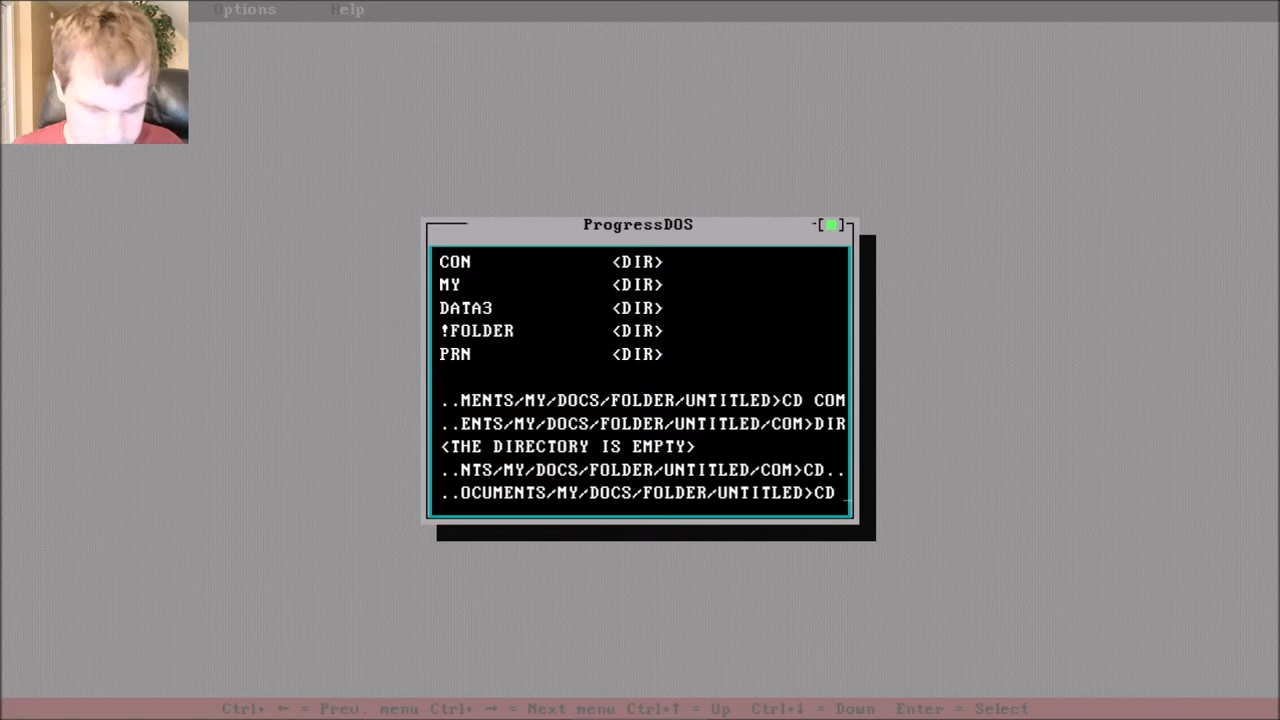 Options Help
ProgressDOS
CON <DIR>
MY <DIR>
DATA3 <DIR>
!FOLDER <DIR>
PRN <DIR>
..MENTS/MY/DOCS/FOLDER/UNTITLED>CD COM
..ENTS/MY/DOCS/FOLDER/UNTITLED/COM>DIR
<THE DIRECTORY IS EMPTY>
..NTS/MY/DOCS/FOLDER/UNTITLED/COM>CD..
..OCUMENTS/MY/DOCS/FOLDER/UNTITLED>CD _
Ctrl+ ← = Prev. menu Ctrl+ → = Next menu Ctrl+↑ = Up Ctrl+↓ = Down Enter = Select